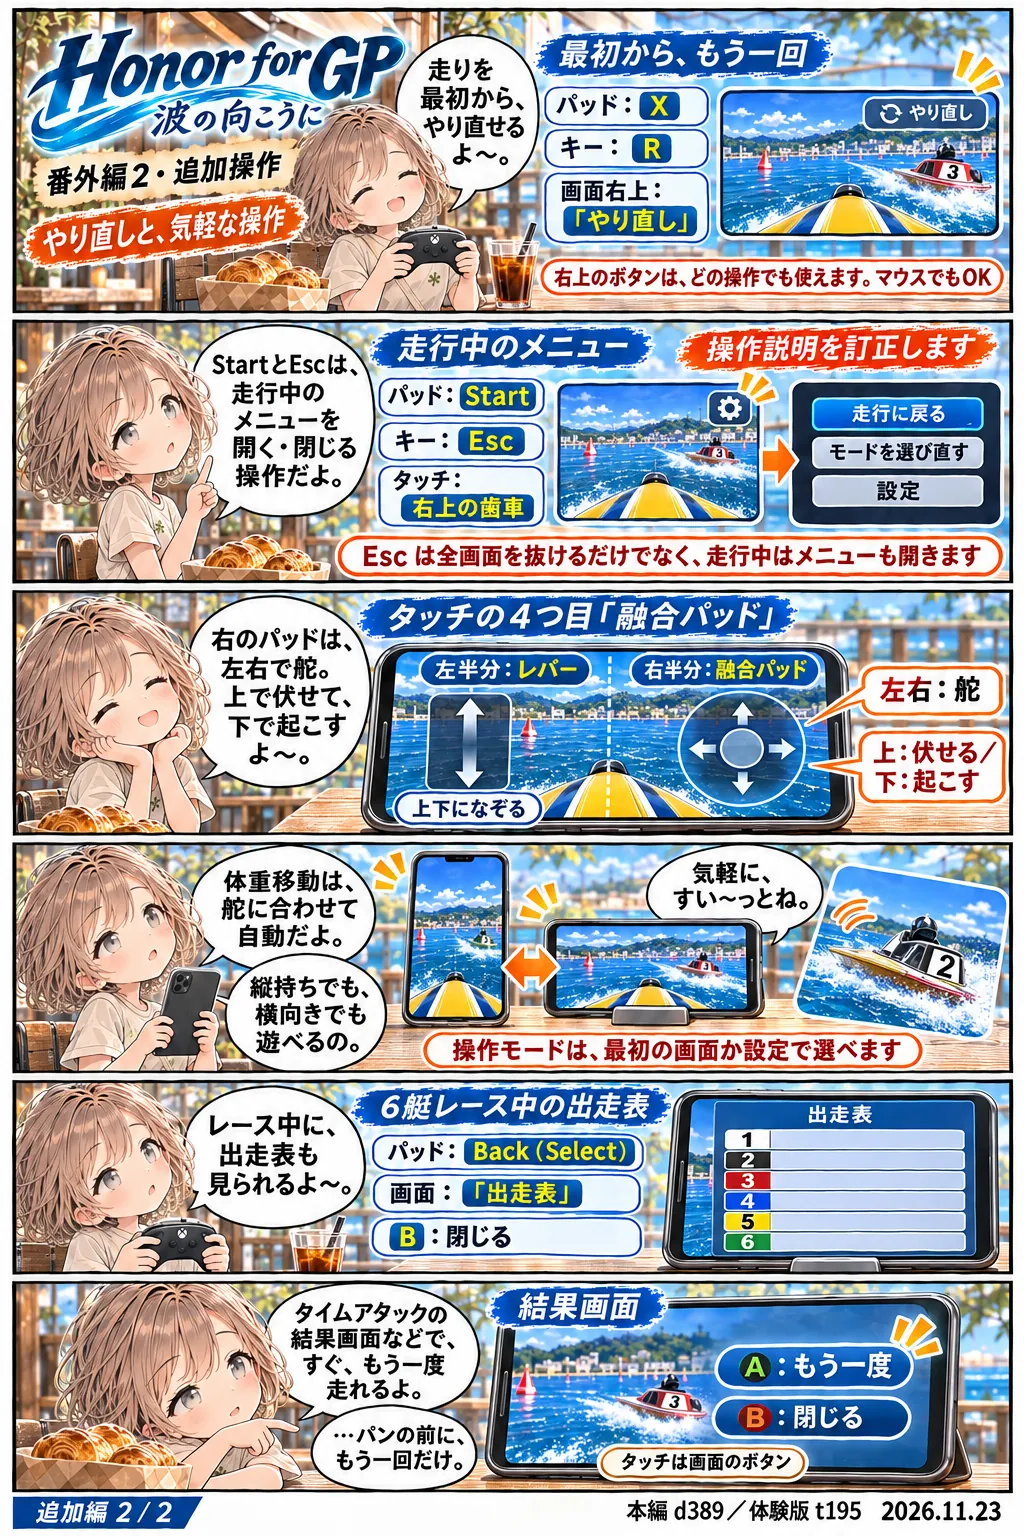 Honor for GP
波の向こうに
番外編2・追加操作
やり直しと、気軽な操作
走りを
最初から、
やり直せる
よ〜。
最初から、もう一回
パッド：X
キー：R
画面右上：
「やり直し」
やり直し
3
右上のボタンは、どの操作でも使えます。マウスでもOK
StartとEscは、
走行中の
メニューを
開く・閉じる
操作だよ。
走行中のメニュー
パッド：Start
キー：Esc
タッチ：
右上の歯車
3
操作説明を訂正します
走行に戻る
モードを選び直す
設定
Esc は全画面を抜けるだけでなく、走行中はメニューも開きます
右のパッドは、
左右で舵。
上で伏せて、
下で起こす
よ〜。
タッチの4つ目「融合パッド」
左半分：レバー
右半分：融合パッド
上下になぞる
左右：舵
上：伏せる／
下：起こす
体重移動は、
舵に合わせて
自動だよ。
縦持ちでも、
横向きでも
遊べるの。
3
気軽に、
すい〜っとね。
2
操作モードは、最初の画面か設定で選べます
レース中に、
出走表も
見られるよ〜。
6艇レース中の出走表
パッド：Back（Select）
画面：「出走表」
B：閉じる
出走表
1
2
3
4
5
6
タイムアタックの
結果画面などで、
すぐ、もう一度
走れるよ。
…パンの前に、
もう一回だけ。
結果画面
3
A：もう一度
B：閉じる
タッチは画面のボタン
追加編 2 / 2
本編 d389／体験版 t195 2026.11.23